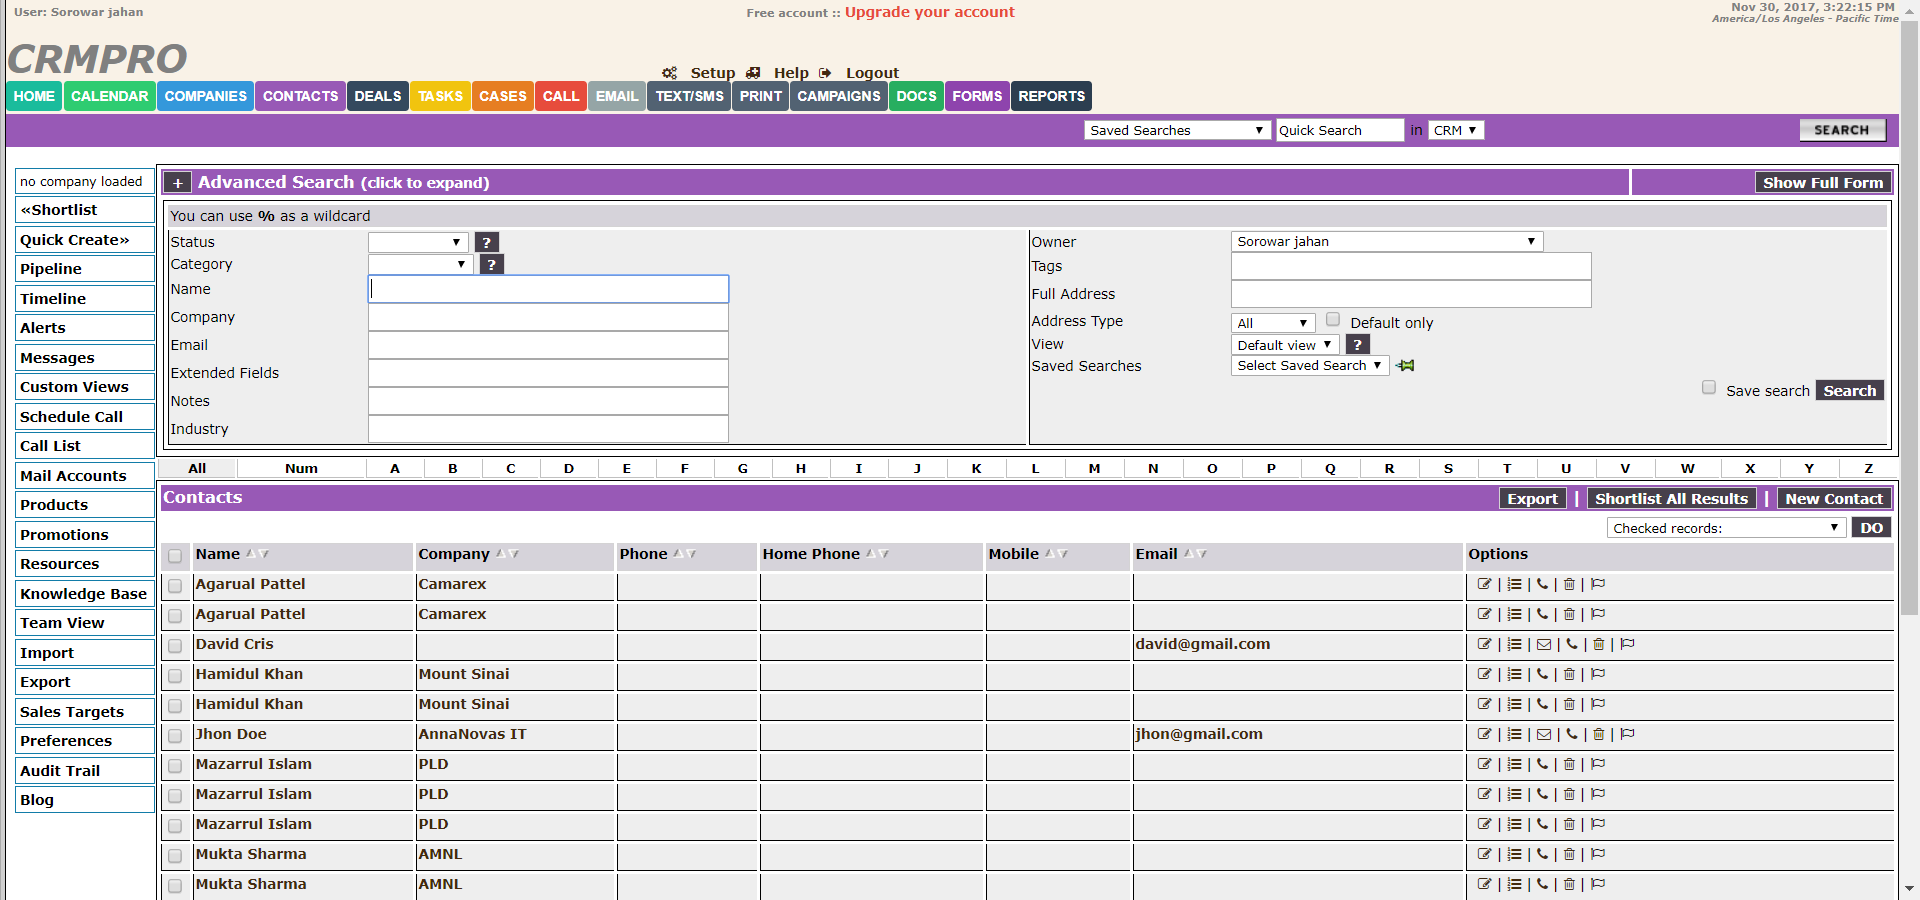 User: Sorowar jahan
Free account :: Upgrade your account
Nov 30, 2017, 3:22:15 PM
America/Los Angeles - Pacific Time
CRMPRO
Setup Help Logout
HOME CALENDAR COMPANIES CONTACTS DEALS TASKS CASES CALL EMAIL TEXT/SMS PRINT CAMPAIGNS DOCS FORMS REPORTS
Saved Searches Quick Search in CRM SEARCH
no company loaded
«Shortlist
Quick Create»
Pipeline
Timeline
Alerts
Messages
Custom Views
Schedule Call
Call List
Mail Accounts
Products
Promotions
Resources
Knowledge Base
Team View
Import
Export
Sales Targets
Preferences
Audit Trail
Blog
+ Advanced Search (click to expand) Show Full Form
You can use % as a wildcard
Status ?
Category ?
Name
Company
Email
Extended Fields
Notes
Industry
Owner Sorowar jahan
Tags
Full Address
Address Type All Default only
View Default view ?
Saved Searches Select Saved Search
Save search Search
All Num A B C D E F G H I J K L M N O P Q R S T U V W X Y Z
Contacts Export | Shortlist All Results | New Contact
Checked records: DO
Name Company Phone Home Phone Mobile Email Options
Agarual Pattel Camarex | | | |
Agarual Pattel Camarex | | | |
David Cris david@gmail.com | | | | |
Hamidul Khan Mount Sinai | | | |
Hamidul Khan Mount Sinai | | | |
Jhon Doe AnnaNovas IT jhon@gmail.com | | | | |
Mazarrul Islam PLD | | | |
Mazarrul Islam PLD | | | |
Mazarrul Islam PLD | | | |
Mukta Sharma AMNL | | | |
Mukta Sharma AMNL | | | |